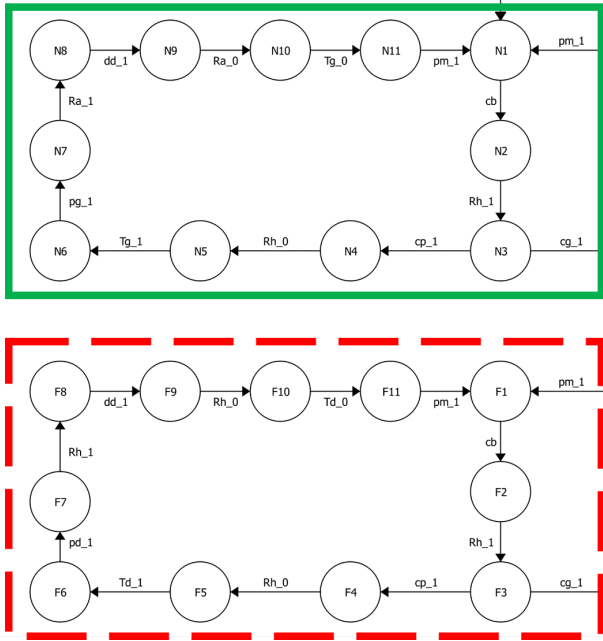 pm_1
N8 N9 N10 N11 N1
dd_1 Ra_0 Tg_0 pm_1
Ra_1 cb
N7 N2
pg_1 Rh_1
Tg_1 Rh_0 cp_1 cg_1
N6 N5 N4 N3
pm_1
F8 F9 F10 F11 F1
dd_1 Rh_0 Td_0 pm_1
Rh_1 cb
F7 F2
pd_1 Rh_1
Td_1 Rh_0 cp_1 cg_1
F6 F5 F4 F3